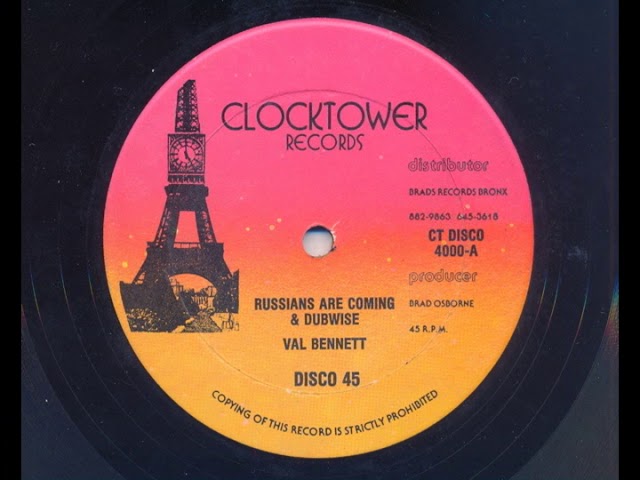 CLOCKTOWER
RECORDS
distributor
BRADS RECORDS BRONX
882-9863 645-3618
CT DISCO
4000-A
producer
BRAD OSBORNE
45 R.P.M.
RUSSIANS ARE COMING
& DUBWISE
VAL BENNETT
DISCO 45
COPYING OF THIS RECORD IS STRICTLY PROHIBITED